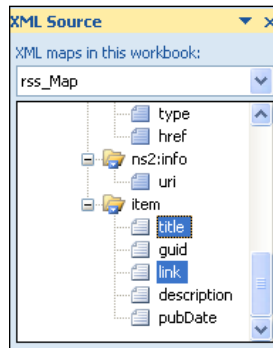 XML Source
XML maps in this workbook:
rss_Map
type
href
ns2:info
uri
item
title
guid
link
description
pubDate